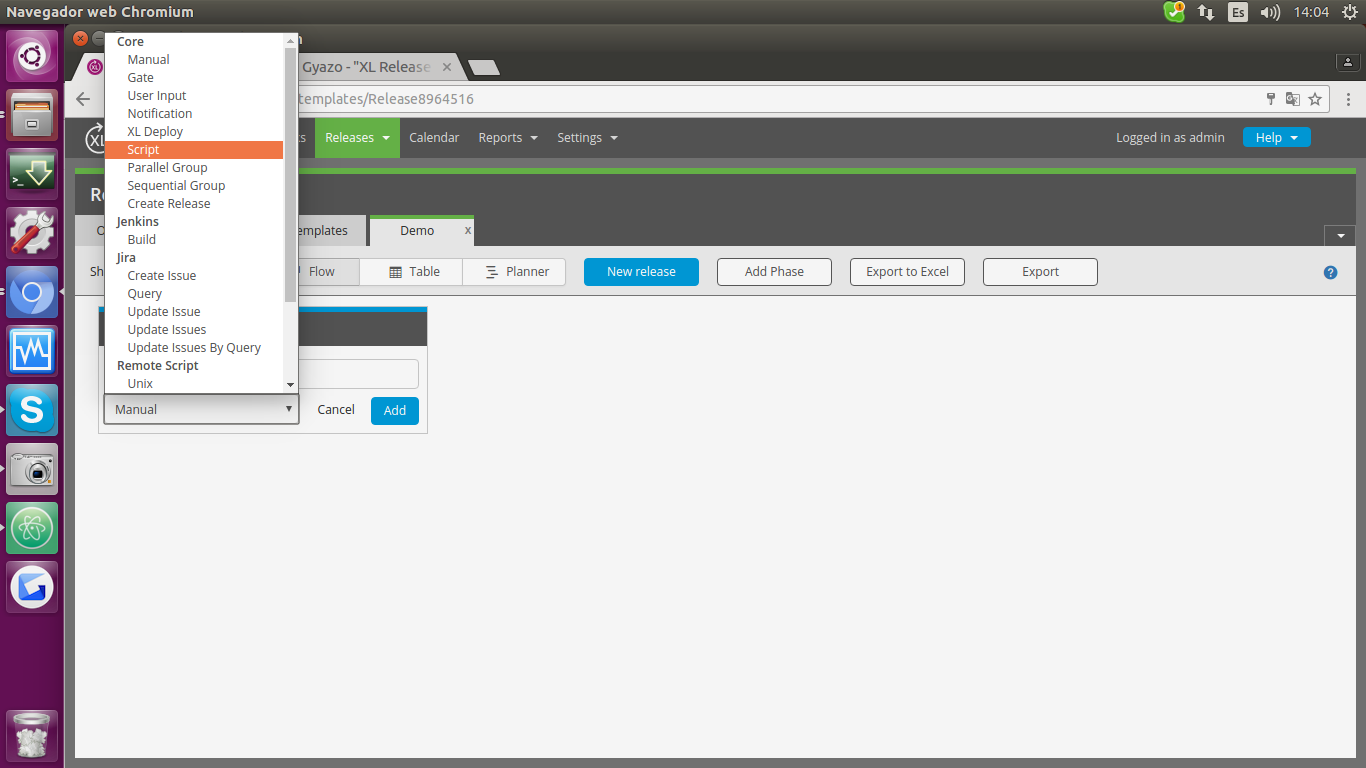 Navegador web Chromium
Es
14:04
Gyazo - "XL Release
templates/Release8964516
XL
Releases
Calendar
Reports
Settings
Logged in as admin
Help
Core
Manual
Gate
User Input
Notification
XL Deploy
Script
Parallel Group
Sequential Group
Create Release
Jenkins
Build
Jira
Create Issue
Query
Update Issue
Update Issues
Update Issues By Query
Remote Script
Unix
Demo
x
Flow
Table
Planner
New release
Add Phase
Export to Excel
Export
?
Manual
Cancel
Add